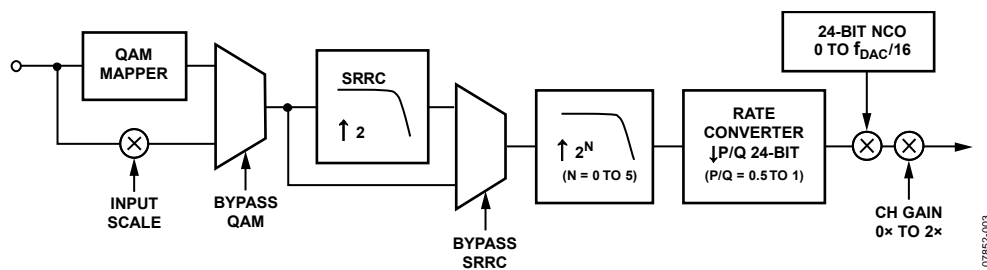 QAM
MAPPER
INPUT
SCALE
BYPASS
QAM
SRRC
↑ 2
BYPASS
SRRC
↑ 2ᴺ
(N = 0 TO 5)
RATE
CONVERTER
↓P/Q 24-BIT
(P/Q = 0.5 TO 1)
24-BIT NCO
0 TO fDAC/16
CH GAIN
0× TO 2×
07852-003